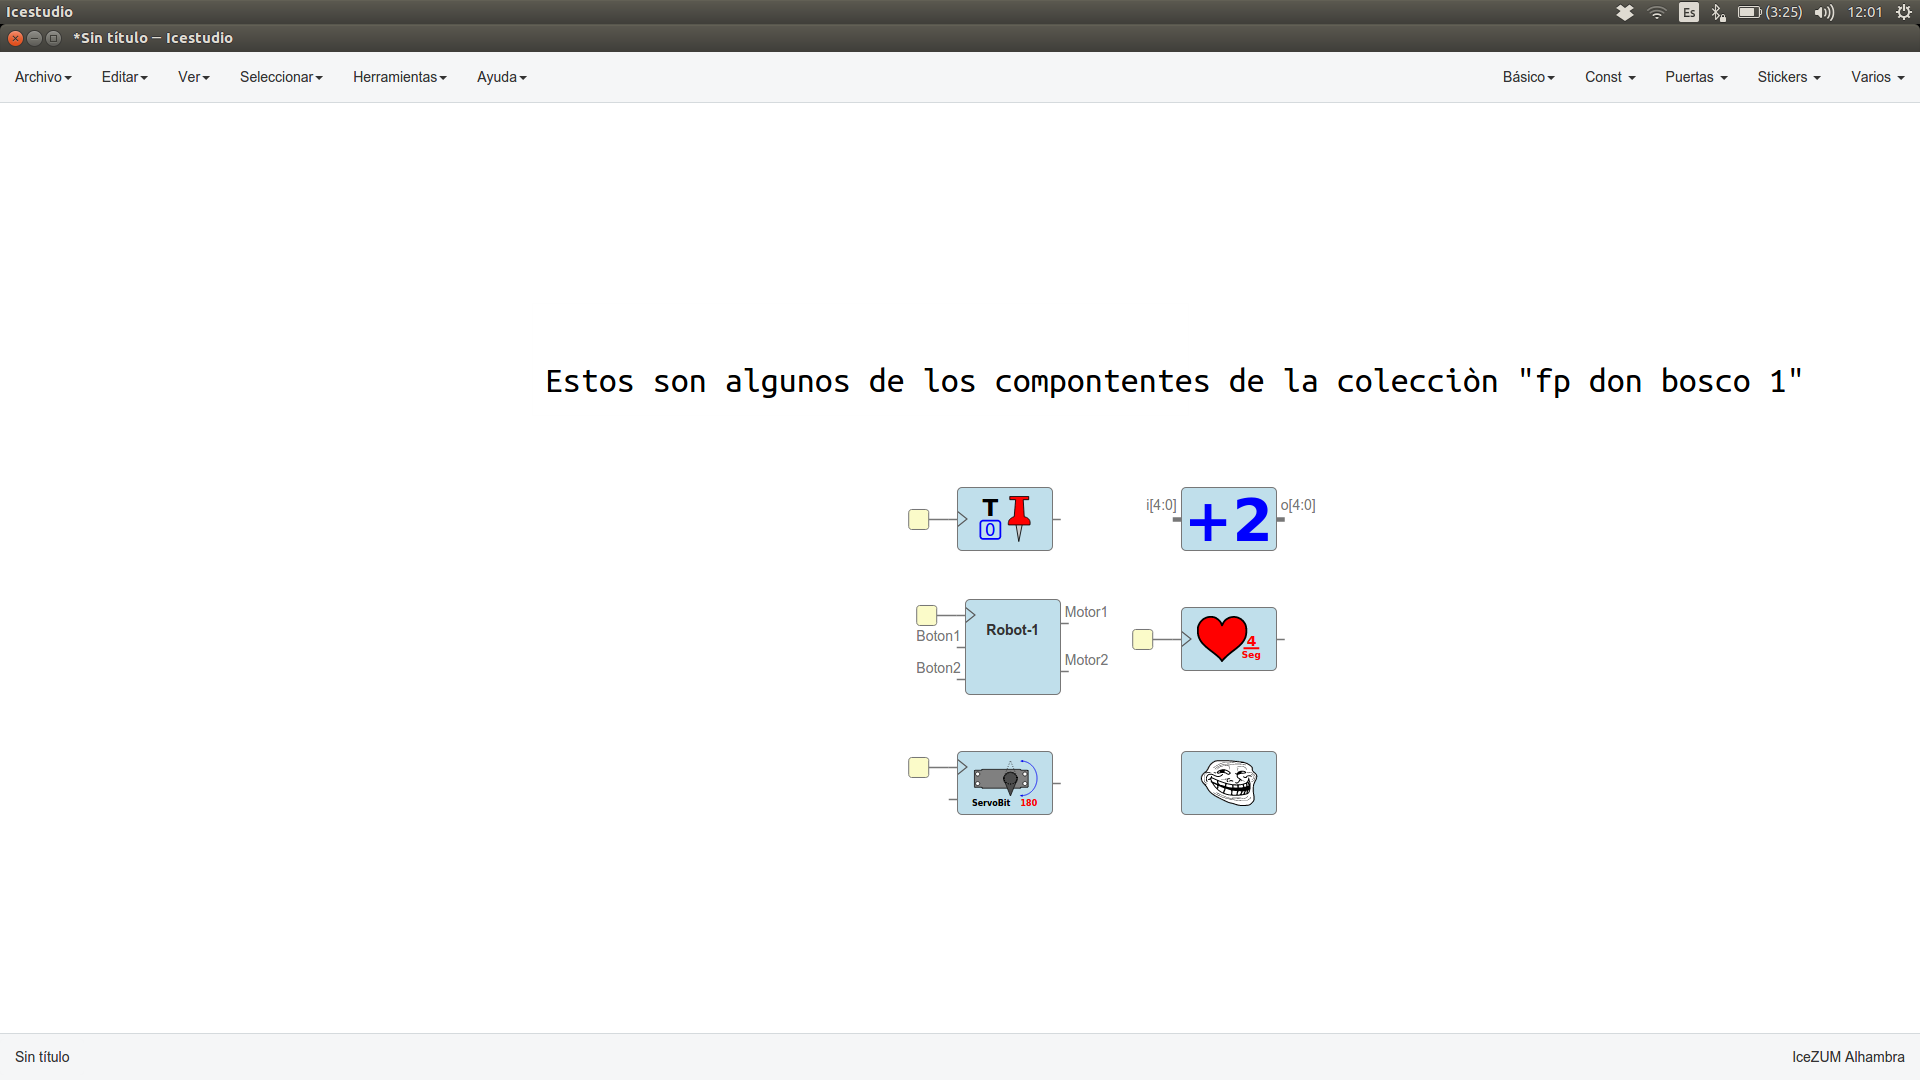 Icestudio
Es
(3:25)
12:01
*Sin título — Icestudio
Archivo Editar Ver Seleccionar Herramientas Ayuda Básico Const Puertas Stickers Varios
Estos son algunos de los compontentes de la colecciòn "fp don bosco 1"
T
0
i[4:0] +2 o[4:0]
Robot-1
Boton1
Boton2
Motor1
Motor2
4
Seg
ServoBit 180
Sin título
IceZUM Alhambra